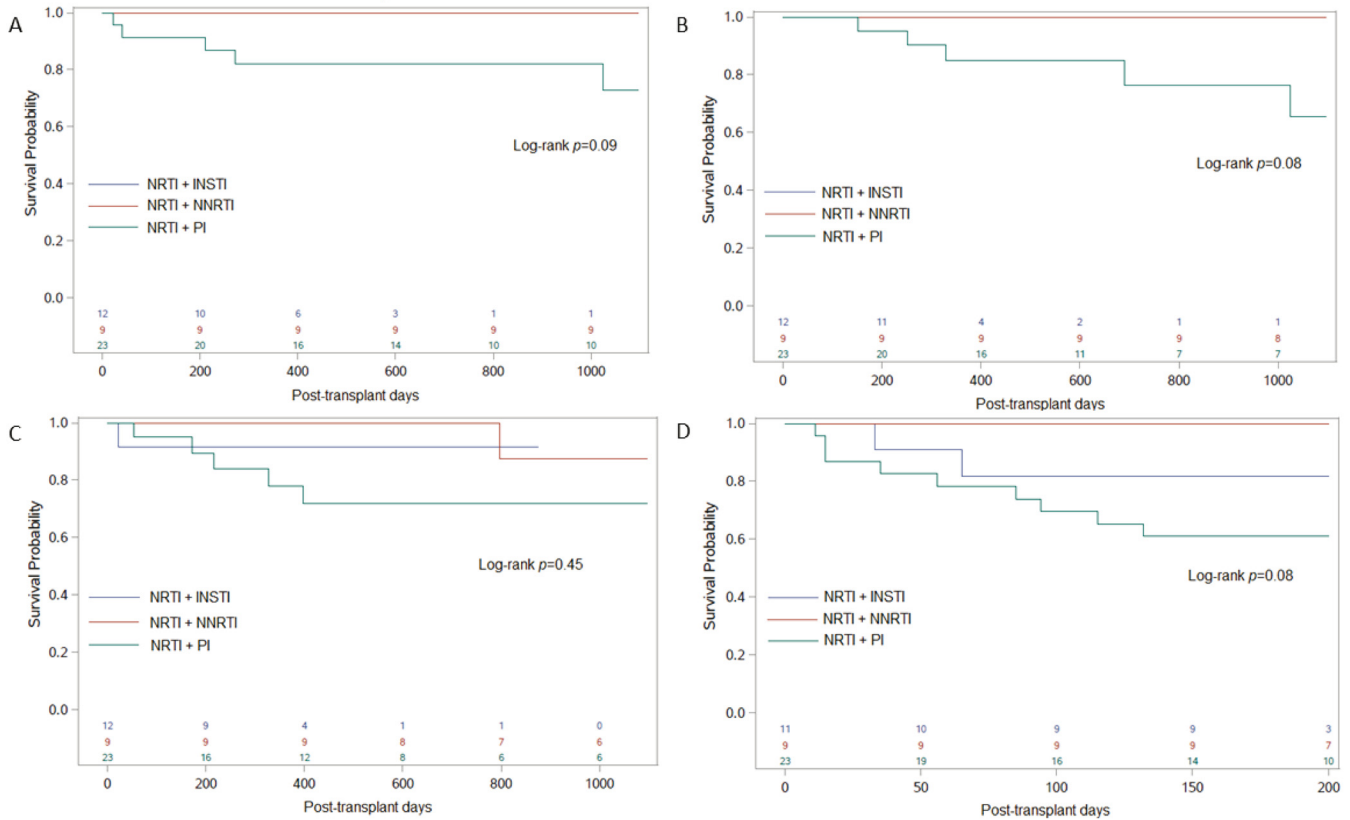 A
Survival Probability
1.0
0.8
0.6
0.4
0.2
0.0
Log-rank p=0.09
NRTI + INSTI
NRTI + NNRTI
NRTI + PI
12 10 6 3 1 1
9 9 9 9 9 9
23 20 16 14 10 10
0 200 400 600 800 1000
Post-transplant days
B
Survival Probability
1.0
0.8
0.6
0.4
0.2
0.0
Log-rank p=0.08
NRTI + INSTI
NRTI + NNRTI
NRTI + PI
12 11 4 2 1 1
9 9 9 9 9 8
23 20 16 11 7 7
0 200 400 600 800 1000
Post-transplant days
C
Survival Probability
1.0
0.8
0.6
0.4
0.2
0.0
Log-rank p=0.45
NRTI + INSTI
NRTI + NNRTI
NRTI + PI
12 9 4 1 1 0
9 9 9 8 7 6
23 16 12 8 6 6
0 200 400 600 800 1000
Post-transplant days
D
Survival Probability
1.0
0.8
0.6
0.4
0.2
0.0
Log-rank p=0.08
NRTI + INSTI
NRTI + NNRTI
NRTI + PI
11 10 9 9 3
9 9 9 9 7
23 19 16 14 10
0 50 100 150 200
Post-transplant days